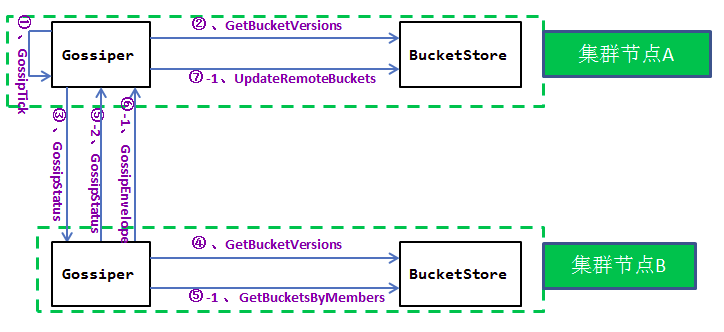 ②、GetBucketVersions
①、GossipTick
Gossiper
BucketStore
集群节点A
⑦-1、UpdateRemoteBuckets
③、GossipStatus
⑤-2、GossipStatus
⑥-1、GossipEnvelope
④、GetBucketVersions
Gossiper
BucketStore
集群节点B
⑤-1、GetBucketsByMembers